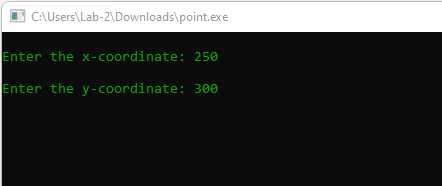 C:\Users\Lab-2\Downloads\point.exe
Enter the x-coordinate: 250
Enter the y-coordinate: 300